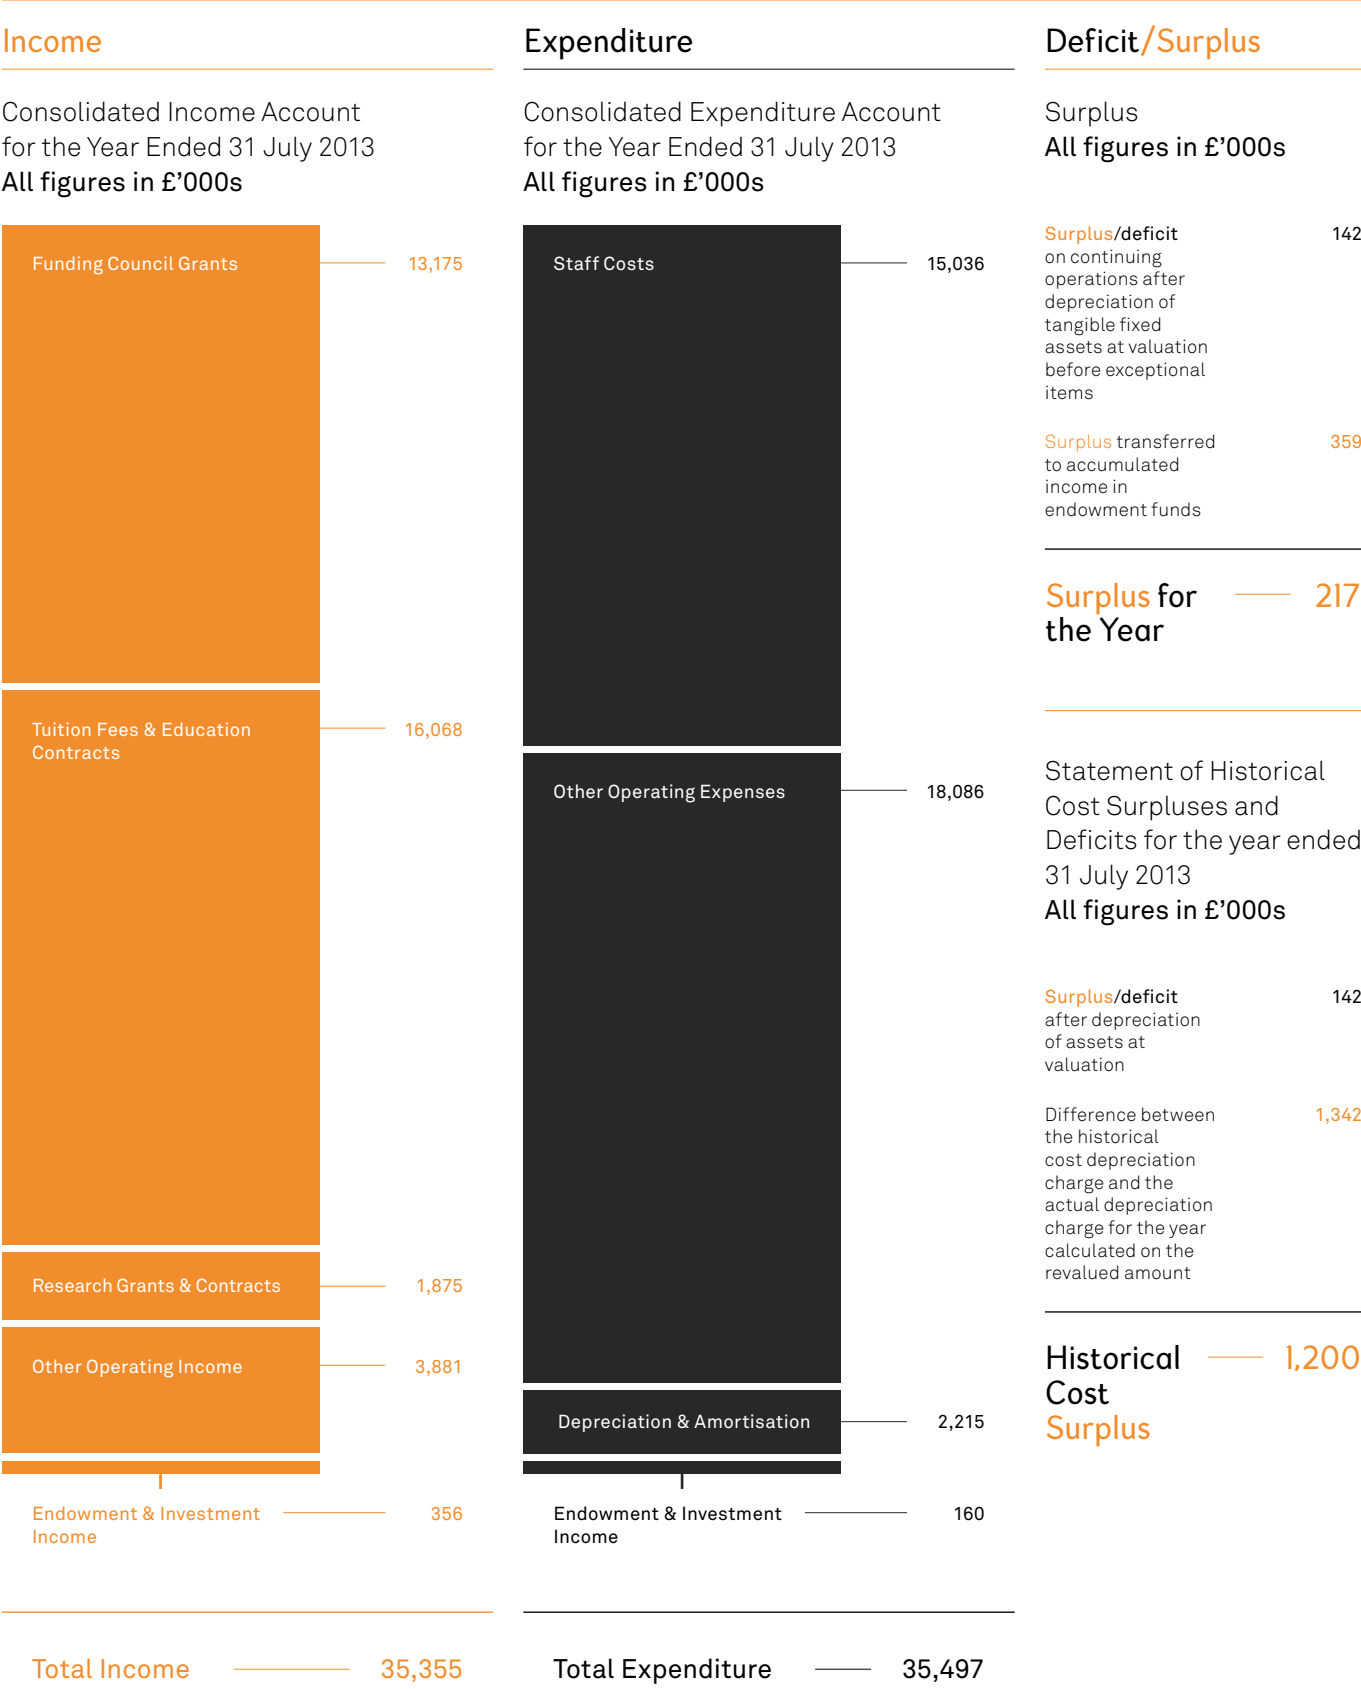 Income
Consolidated Income Account
for the Year Ended 31 July 2013
All figures in £’000s
Funding Council Grants 13,175
Tuition Fees & Education 16,068
Contracts
Research Grants & Contracts 1,875
Other Operating Income 3,881
Endowment & Investment 356
Income
Total Income 35,355
Expenditure
Consolidated Expenditure Account
for the Year Ended 31 July 2013
All figures in £’000s
Staff Costs 15,036
Other Operating Expenses 18,086
Depreciation & Amortisation 2,215
Endowment & Investment 160
Income
Total Expenditure 35,497
Deficit/Surplus
Surplus
All figures in £’000s
Surplus/deficit 142
on continuing
operations after
depreciation of
tangible fixed
assets at valuation
before exceptional
items
Surplus transferred 359
to accumulated
income in
endowment funds
Surplus for 217
the Year
Statement of Historical
Cost Surpluses and
Deficits for the year ended
31 July 2013
All figures in £’000s
Surplus/deficit 142
after depreciation
of assets at
valuation
Difference between 1,342
the historical
cost depreciation
charge and the
actual depreciation
charge for the year
calculated on the
revalued amount
Historical 1,200
Cost
Surplus